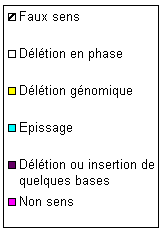 Faux sens
Délétion en phase
Délétion génomique
Epissage
Délétion ou insertion de
quelques bases
Non sens